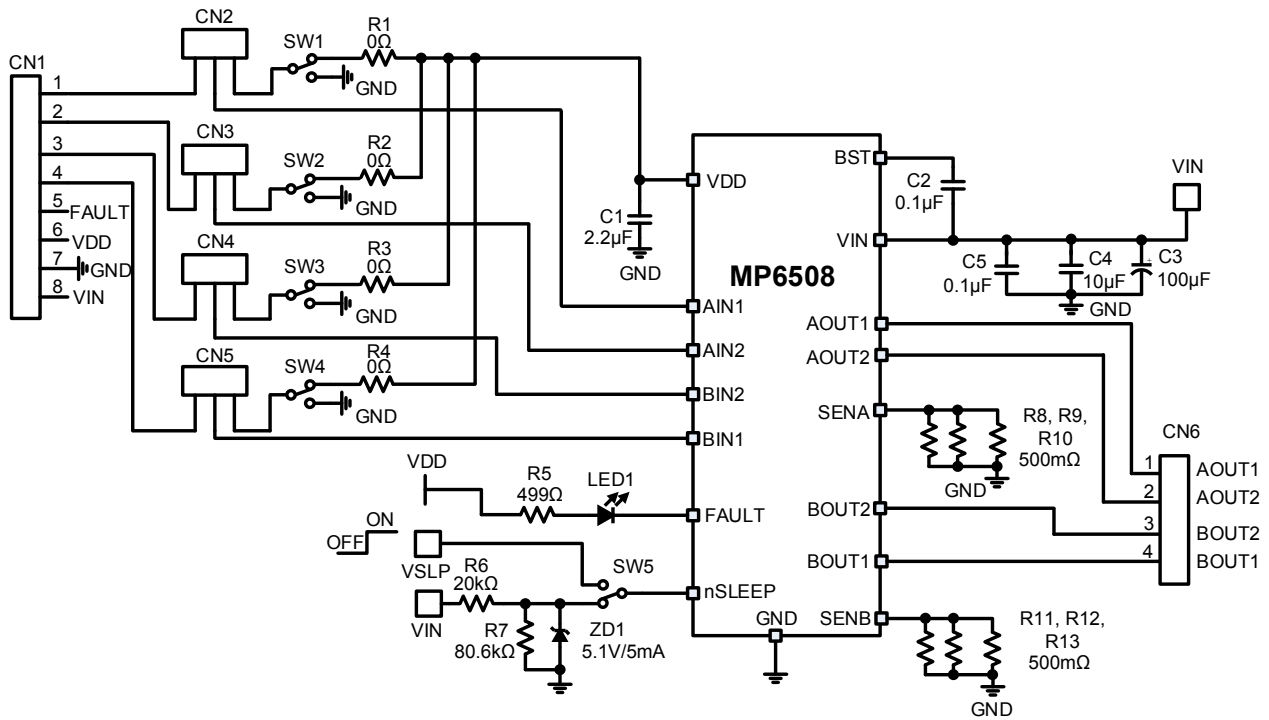 CN1
1
2
3
4
5
FAULT
6
VDD
7
GND
8
VIN
CN2
SW1
R1
0Ω
GND
CN3
SW2
R2
0Ω
GND
CN4
SW3
R3
0Ω
GND
CN5
SW4
R4
0Ω
GND
C1
2.2µF
GND
VDD
R5
499Ω
LED1
OFF
ON
VSLP
R6
20kΩ
VIN
R7
80.6kΩ
ZD1
5.1V/5mA
SW5
MP6508
VDD
AIN1
AIN2
BIN2
BIN1
FAULT
nSLEEP
GND
BST
VIN
AOUT1
AOUT2
SENA
BOUT2
BOUT1
SENB
C2
0.1µF
VIN
C5
0.1µF
C4
10µF
+
C3
100µF
GND
R8, R9,
R10
500mΩ
GND
CN6
1
AOUT1
2
AOUT2
3
BOUT2
4
BOUT1
R11, R12,
R13
500mΩ
GND